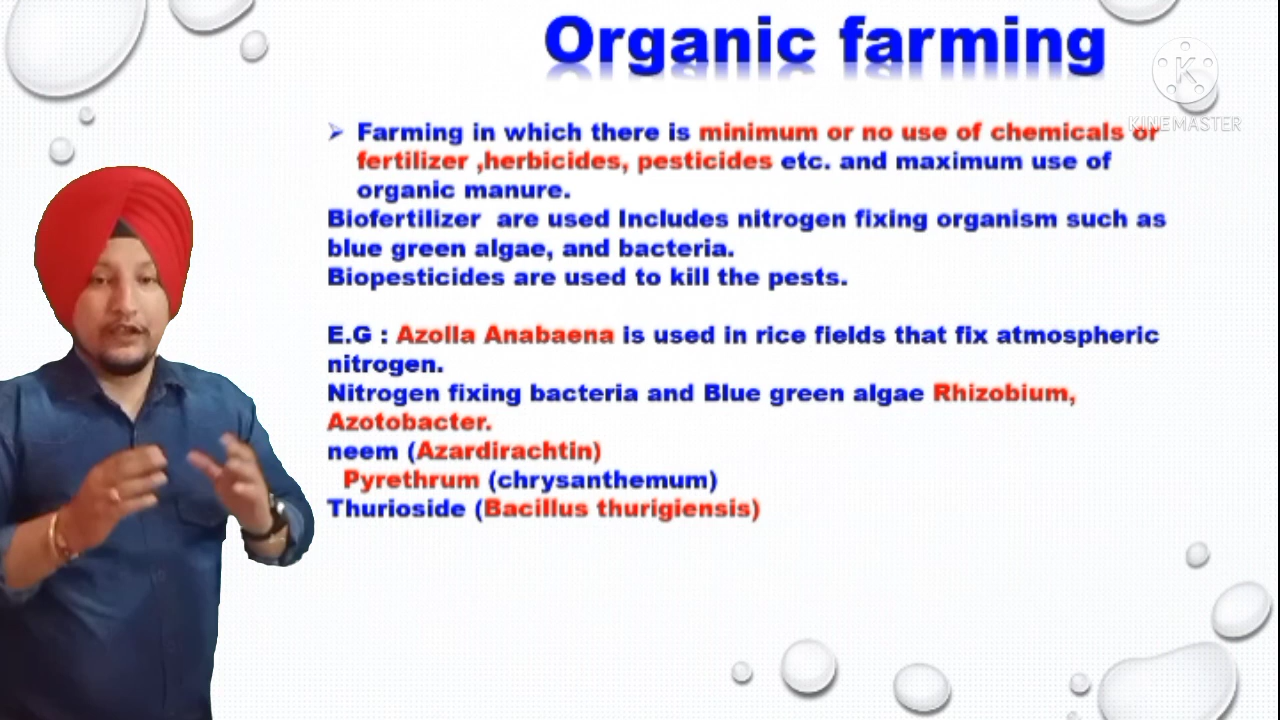 Organic farming
KINEMASTER
Farming in which there is minimum or no use of chemicals or
fertilizer ,herbicides, pesticides etc. and maximum use of
organic manure.
Biofertilizer are used Includes nitrogen fixing organism such as
blue green algae, and bacteria.
Biopesticides are used to kill the pests.
E.G : Azolla Anabaena is used in rice fields that fix atmospheric
nitrogen.
Nitrogen fixing bacteria and Blue green algae Rhizobium,
Azotobacter.
neem (Azardirachtin)
Pyrethrum (chrysanthemum)
Thurioside (Bacillus thurigiensis)